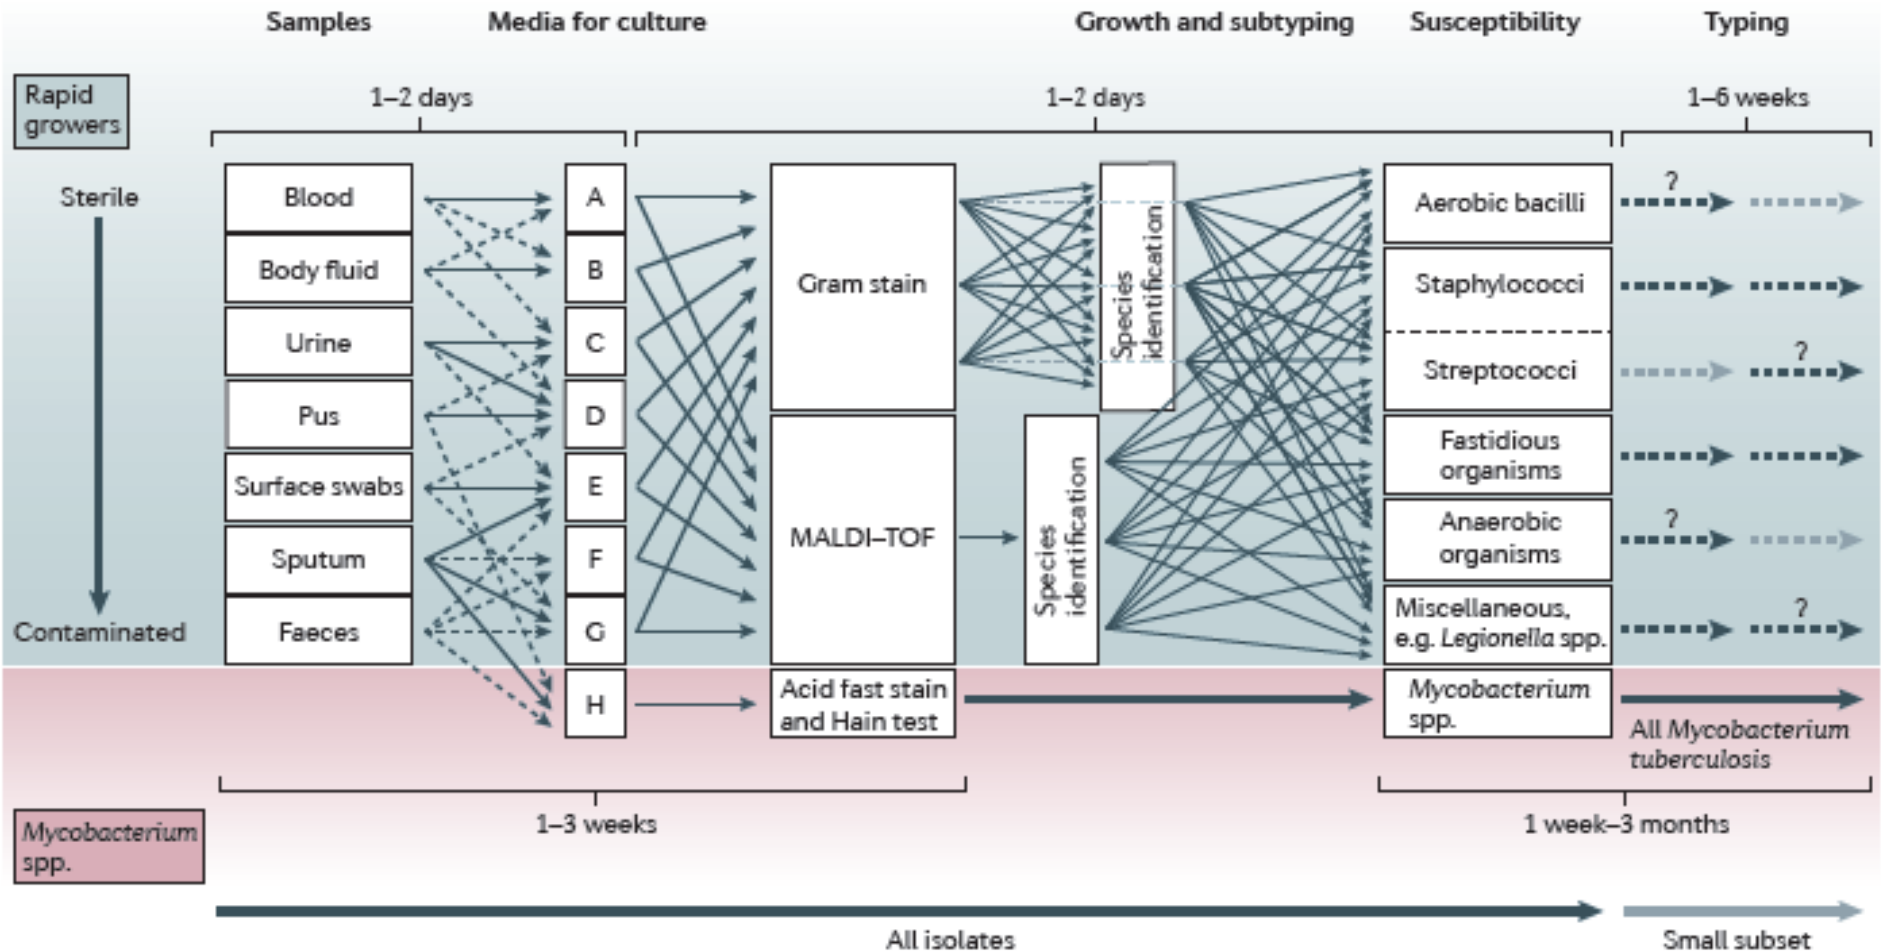 Samples
Media for culture
Growth and subtyping
Susceptibility
Typing
Rapid
growers
1–2 days
1–2 days
1–6 weeks
Sterile
Contaminated
Blood
Body fluid
Urine
Pus
Surface swabs
Sputum
Faeces
A
B
C
D
E
F
G
H
Gram stain
MALDI–TOF
Acid fast stain
and Hain test
Species
identification
Species
identification
Aerobic bacilli
Staphylococci
Streptococci
Fastidious
organisms
Anaerobic
organisms
Miscellaneous,
e.g. Legionella spp.
Mycobacterium
spp.
?
?
?
?
All Mycobacterium
tuberculosis
Mycobacterium
spp.
1–3 weeks
1 week–3 months
All isolates
Small subset